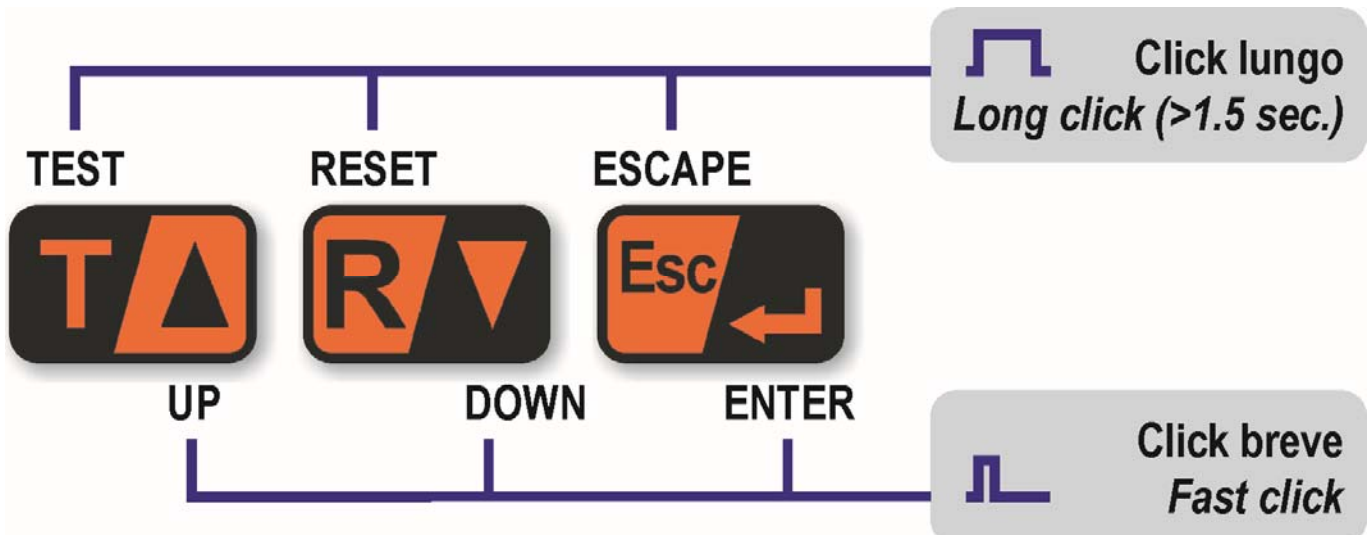 Click lungo
Long click (>1.5 sec.)
TEST RESET ESCAPE
T R Esc
UP DOWN ENTER
Click breve
Fast click